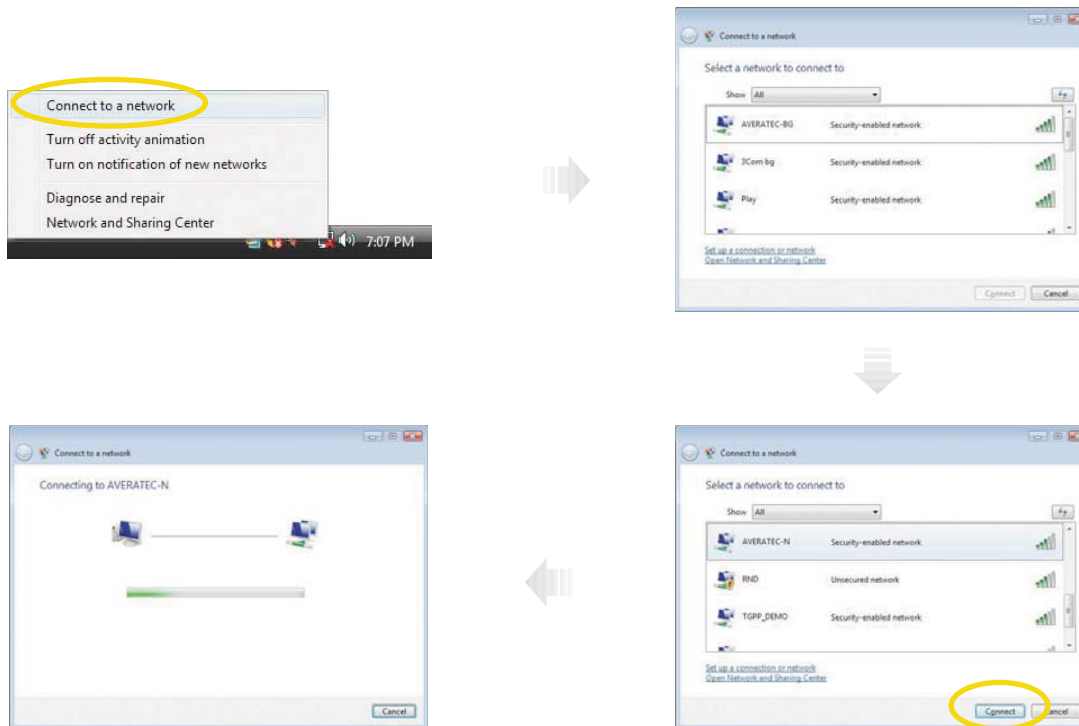 Connect to a network
Turn off activity animation
Turn on notification of new networks
Diagnose and repair
Network and Sharing Center
7:07 PM
Connect to a network
Select a network to connect to
Show All
AVERATEC-BG Security-enabled network
3Com bg Security-enabled network
Play Security-enabled network
Set up a connection or network
Open Network and Sharing Center
Connect Cancel
Connect to a network
Select a network to connect to
Show All
AVERATEC-N Security-enabled network
RND Unsecured network
TGPP_DEMO Security-enabled network
Set up a connection or network
Open Network and Sharing Center
Connect Cancel
Connect to a network
Connecting to AVERATEC-N
Cancel